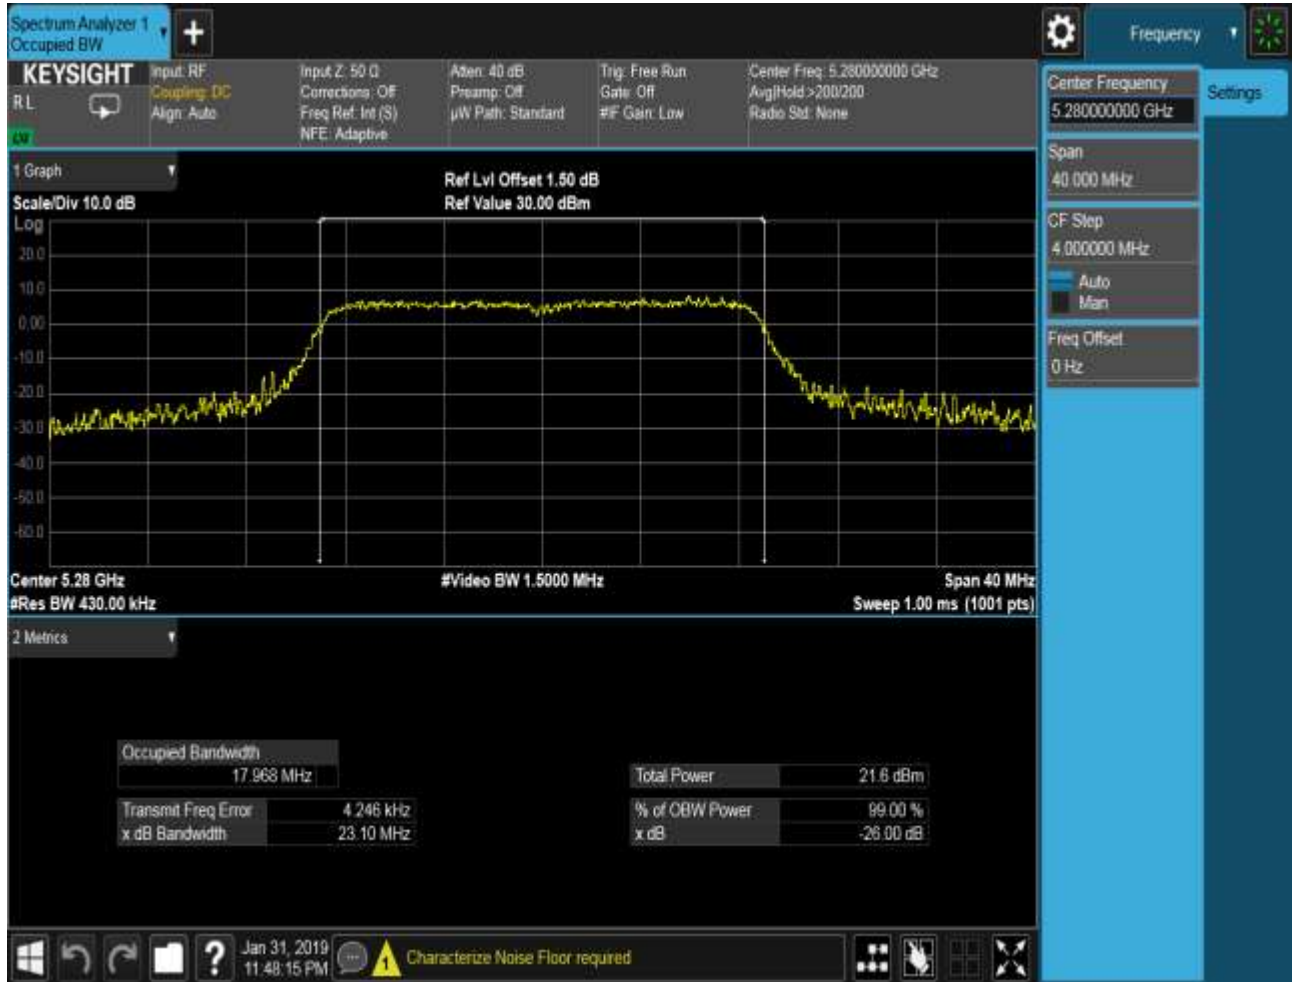 Spectrum Analyzer 1
Occupied BW
Frequency
KEYSIGHT
R L
Input: RF
Coupling: DC
Align: Auto
Input Z: 50 Ω
Corrections: Off
Freq Ref: Int (S)
NFE: Adaptive
Atten: 40 dB
Preamp: Off
µW Path: Standard
Trig: Free Run
Gate: Off
#IF Gain: Low
Center Freq: 5.280000000 GHz
Avg|Hold:>200/200
Radio Std: None
Center Frequency
5.280000000 GHz
Settings
Span
40.000 MHz
CF Step
4.000000 MHz
Auto
Man
Freq Offset
0 Hz
1 Graph
Scale/Div 10.0 dB
Ref Lvl Offset 1.50 dB
Ref Value 30.00 dBm
Log
20.0
10.0
0.00
-10.0
-20.0
-30.0
-40.0
-50.0
-60.0
Center 5.28 GHz
#Video BW 1.5000 MHz
Span 40 MHz
#Res BW 430.00 kHz
Sweep 1.00 ms (1001 pts)
2 Metrics
Occupied Bandwidth
17.968 MHz
Total Power 21.6 dBm
Transmit Freq Error 4.246 kHz
% of OBW Power 99.00 %
x dB Bandwidth 23.10 MHz
x dB -26.00 dB
Jan 31, 2019
11:48:15 PM
1
Characterize Noise Floor required